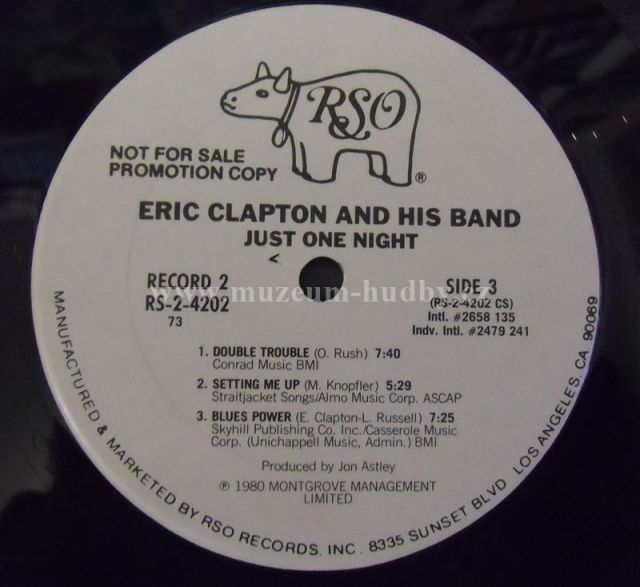 RSO
®
NOT FOR SALE
PROMOTION COPY
ERIC CLAPTON AND HIS BAND
JUST ONE NIGHT
RECORD 2
RS-2-4202
73
SIDE 3
(RS-2-4202 CS)
Intl. #2658 135
Indv. Intl. #2479 241
www.muzeum-hudby.cz
1. DOUBLE TROUBLE (O. Rush) 7:40
Conrad Music BMI
2. SETTING ME UP (M. Knopfler) 5:29
Straitjacket Songs/Almo Music Corp. ASCAP
3. BLUES POWER (E. Clapton-L. Russell) 7:25
Skyhill Publishing Co. Inc./Casserole Music
Corp. (Unichappell Music, Admin.) BMI
Produced by Jon Astley
℗ 1980 MONTGROVE MANAGEMENT
LIMITED
MANUFACTURED & MARKETED BY RSO RECORDS, INC. 8335 SUNSET BLVD LOS ANGELES, CA 90069